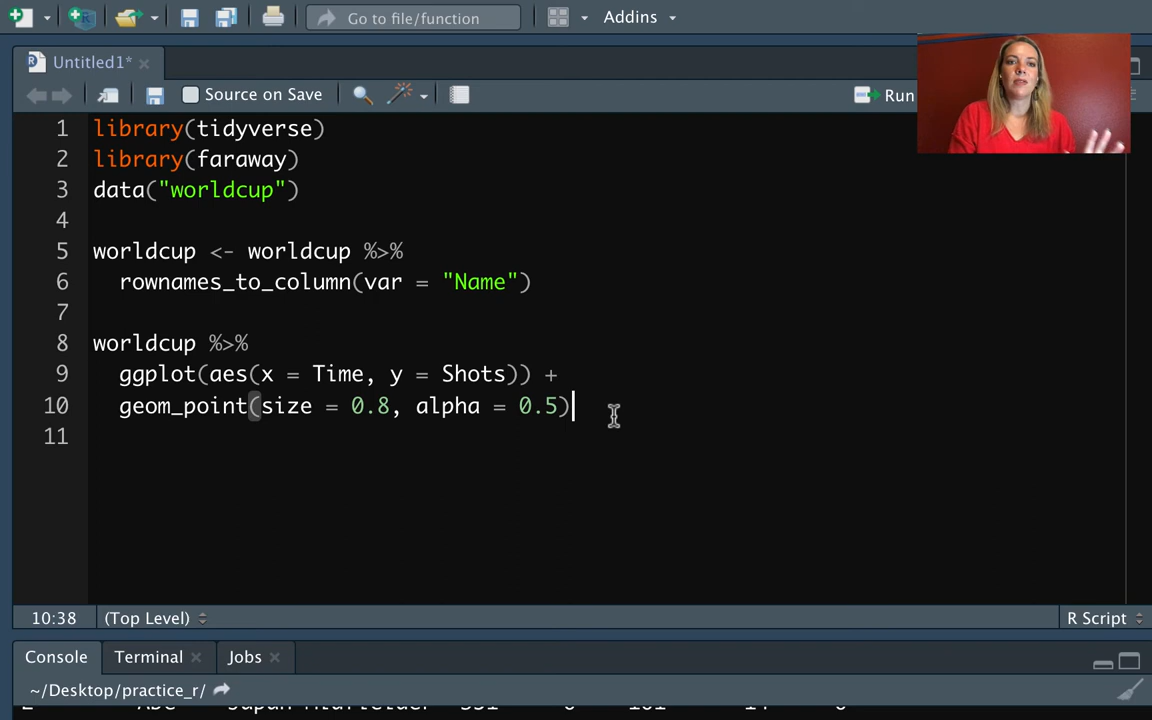 Go to file/function
Addins
Untitled1*
Source on Save
Run
1 library(tidyverse)
2 library(faraway)
3 data("worldcup")
4
5 worldcup <- worldcup %>%
6 rownames_to_column(var = "Name")
7
8 worldcup %>%
9 ggplot(aes(x = Time, y = Shots)) +
10 geom_point(size = 0.8, alpha = 0.5)
11
10:38 (Top Level) R Script
Console Terminal Jobs
~/Desktop/practice_r/